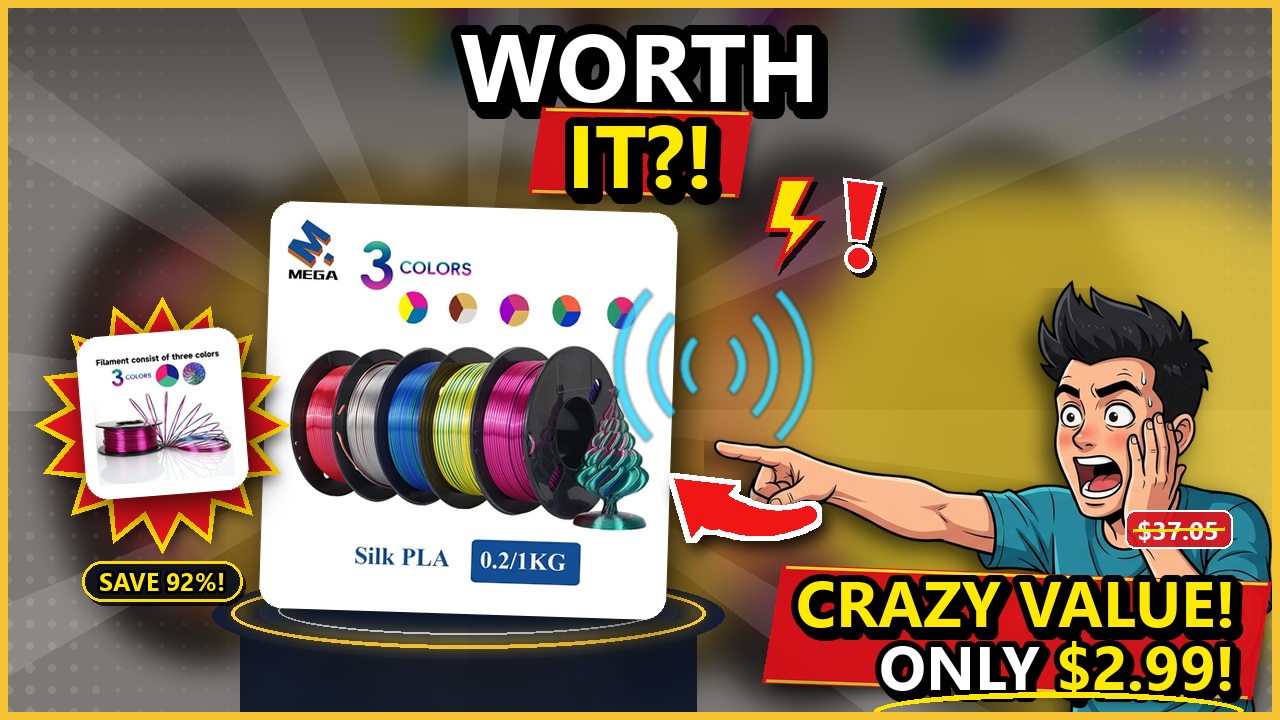 WORTH
IT?!
MEGA
3 COLORS
Filament consist of three colors
3 COLORS
Silk PLA
0.2/1KG
SAVE 92%!
$37.05
CRAZY VALUE!
ONLY $2.99!